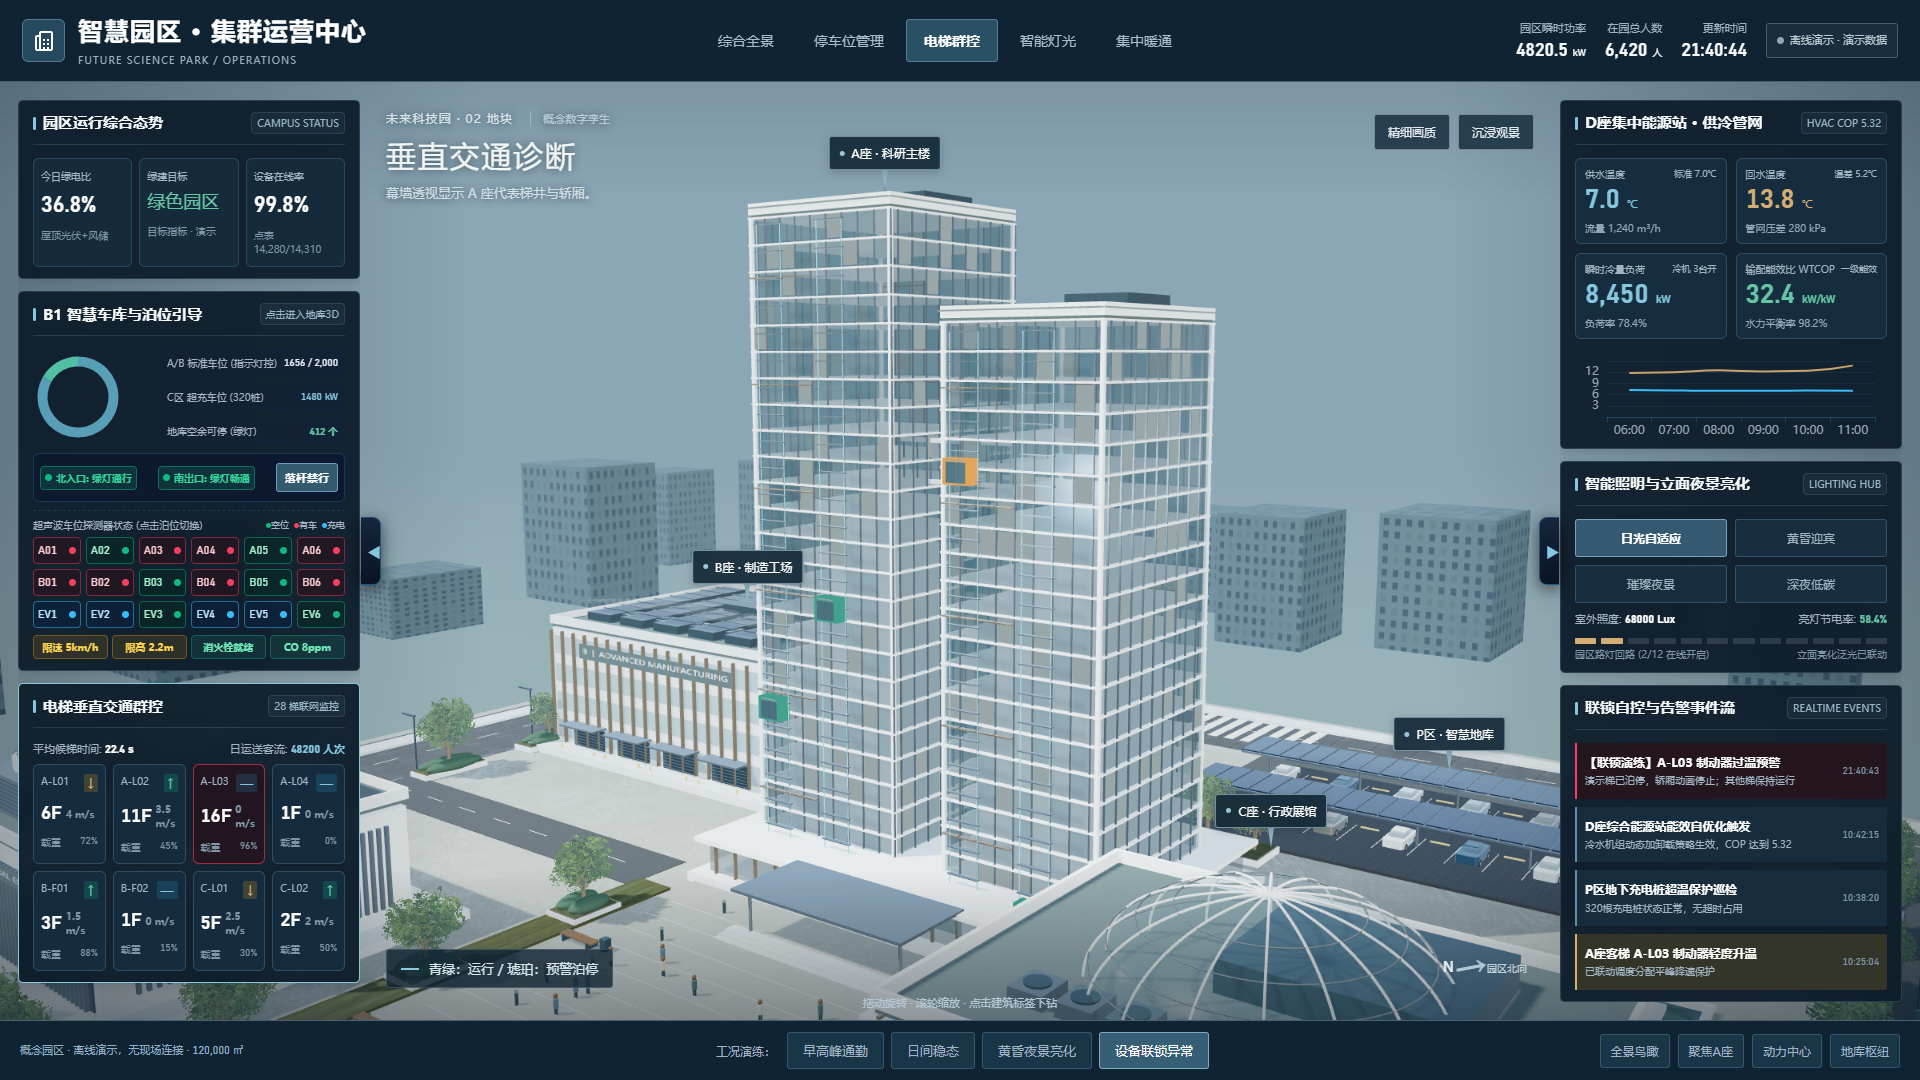 智慧园区 • 集群运营中心
FUTURE SCIENCE PARK / OPERATIONS
综合全景
停车位管理
电梯群控
智能灯光
集中暖通
园区瞬时功率
4820.5 kW
在园总人数
6,420 人
更新时间
21:40:44
离线演示 · 演示数据
园区运行综合态势
CAMPUS STATUS
今日绿电比
36.8%
屋顶光伏+风储
绿建目标
绿色园区
目标指标 · 演示
设备在线率
99.8%
点表
14,280/14,310
B1 智慧车库与泊位引导
点击进入地库3D
A/B 标准车位 (指示灯控) 1656 / 2,000
C区 超充车位 (320桩) 1480 kW
地库空余可停 (绿灯) 412 个
北入口: 绿灯通行
南出口: 绿灯畅通
落杆禁行
超声波车位探测器状态 (点击泊位切换)
空位 有车 充电
A01 A02 A03 A04 A05 A06
B01 B02 B03 B04 B05 B06
EV1 EV2 EV3 EV4 EV5 EV6
限速 5km/h
限高 2.2m
消火栓就绪
CO 8ppm
电梯垂直交通群控
28 梯联网监控
平均候梯时间: 22.4 s
日运送客流: 48200 人次
A-L01 ↓
6F 4 m/s
载重 72%
A-L02 ↑
11F 3.5 m/s
载重 45%
A-L03 —
16F 0 m/s
载重 96%
A-L04 —
1F 0 m/s
载重 0%
B-F01 ↑
3F 1.5 m/s
载重 88%
B-F02 —
1F 0 m/s
载重 15%
C-L01 ↓
5F 2.5 m/s
载重 30%
C-L02 ↑
2F 2 m/s
载重 50%
未来科技园 · 02 地块
概念数字孪生
垂直交通诊断
幕墙透视显示 A 座代表梯井与轿厢。
精细画质
沉浸观景
A座 · 科研主楼
B座 · 制造工场
ADVANCED MANUFACTURING
P区 · 智慧地库
C座 · 行政展馆
青绿：运行 / 琥珀：预警泊停
N
园区北向
拖动旋转 · 滚轮缩放 · 点击建筑标签下钻
D座集中能源站 • 供冷管网
HVAC COP 5.32
供水温度 标准 7.0℃
7.0 ℃
流量 1,240 m³/h
回水温度 温差 5.2℃
13.8 ℃
管网压差 280 kPa
瞬时冷量负荷 冷机 3台开
8,450 kW
负荷率 78.4%
输配能效比 WTCOP 一级能效
32.4 kW/kW
水力平衡率 98.2%
12
9
6
3
06:00 07:00 08:00 09:00 10:00 11:00
智能照明与立面夜景亮化
LIGHTING HUB
日光自适应
黄昏迎宾
璀璨夜景
深夜低碳
室外照度: 68000 Lux
亮灯节电率: 58.4%
园区路灯回路 (2/12 在线开启)
立面亮化泛光已联动
联锁自控与告警事件流
REALTIME EVENTS
【联锁演练】A-L03 制动器过温预警
演示梯已泊停，轿厢动画停止；其他梯保持运行
21:40:43
D座综合能源站能效自优化触发
冷水机组动态加卸载策略生效，COP 达到 5.32
10:42:15
P区地下充电桩超温保护巡检
320根充电桩状态正常，无超时占用
10:38:20
A座客梯 A-L03 制动器轻度升温
已联动调度分配平峰降速保护
10:25:04
概念园区 · 离线演示，无现场连接 · 120,000 ㎡
工况演练:
早高峰通勤
日间稳态
黄昏夜景亮化
设备联锁异常
全景鸟瞰
聚焦A座
动力中心
地库枢纽